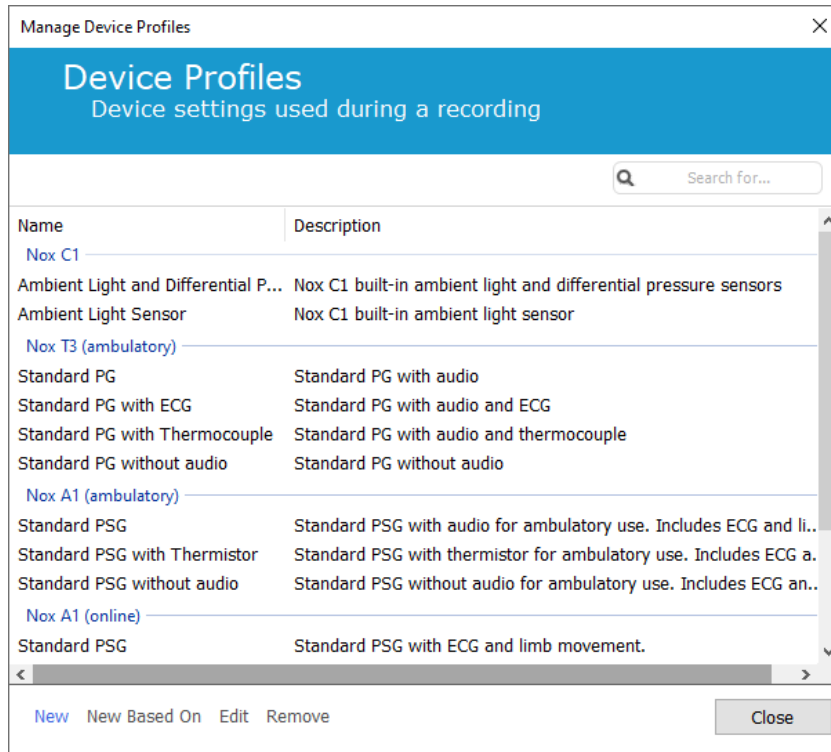 Manage Device Profiles
Device Profiles
Device settings used during a recording
Search for...
Name Description
Nox C1
Ambient Light and Differential P... Nox C1 built-in ambient light and differential pressure sensors
Ambient Light Sensor Nox C1 built-in ambient light sensor
Nox T3 (ambulatory)
Standard PG Standard PG with audio
Standard PG with ECG Standard PG with audio and ECG
Standard PG with Thermocouple Standard PG with audio and thermocouple
Standard PG without audio Standard PG without audio
Nox A1 (ambulatory)
Standard PSG Standard PSG with audio for ambulatory use. Includes ECG and li..
Standard PSG with Thermistor Standard PSG with thermistor for ambulatory use. Includes ECG a.
Standard PSG without audio Standard PSG without audio for ambulatory use. Includes ECG an..
Nox A1 (online)
Standard PSG Standard PSG with ECG and limb movement.
New New Based On Edit Remove Close